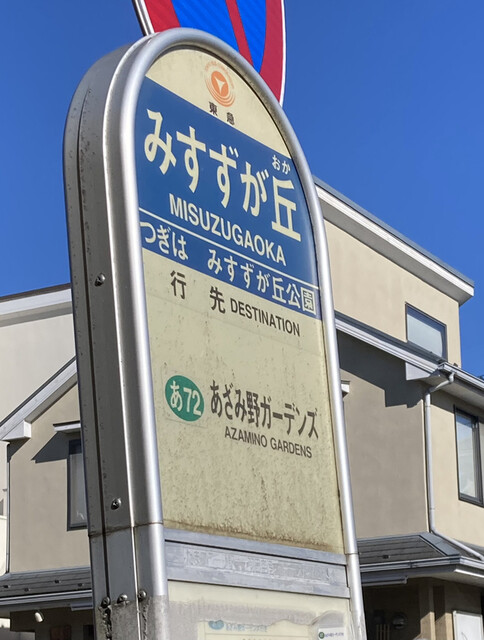 東急
おか
みすずが丘
MISUZUGAOKA
つぎは みすずが丘公園
行先 DESTINATION
あ72 あざみ野ガーデンズ
AZAMINO GARDENS